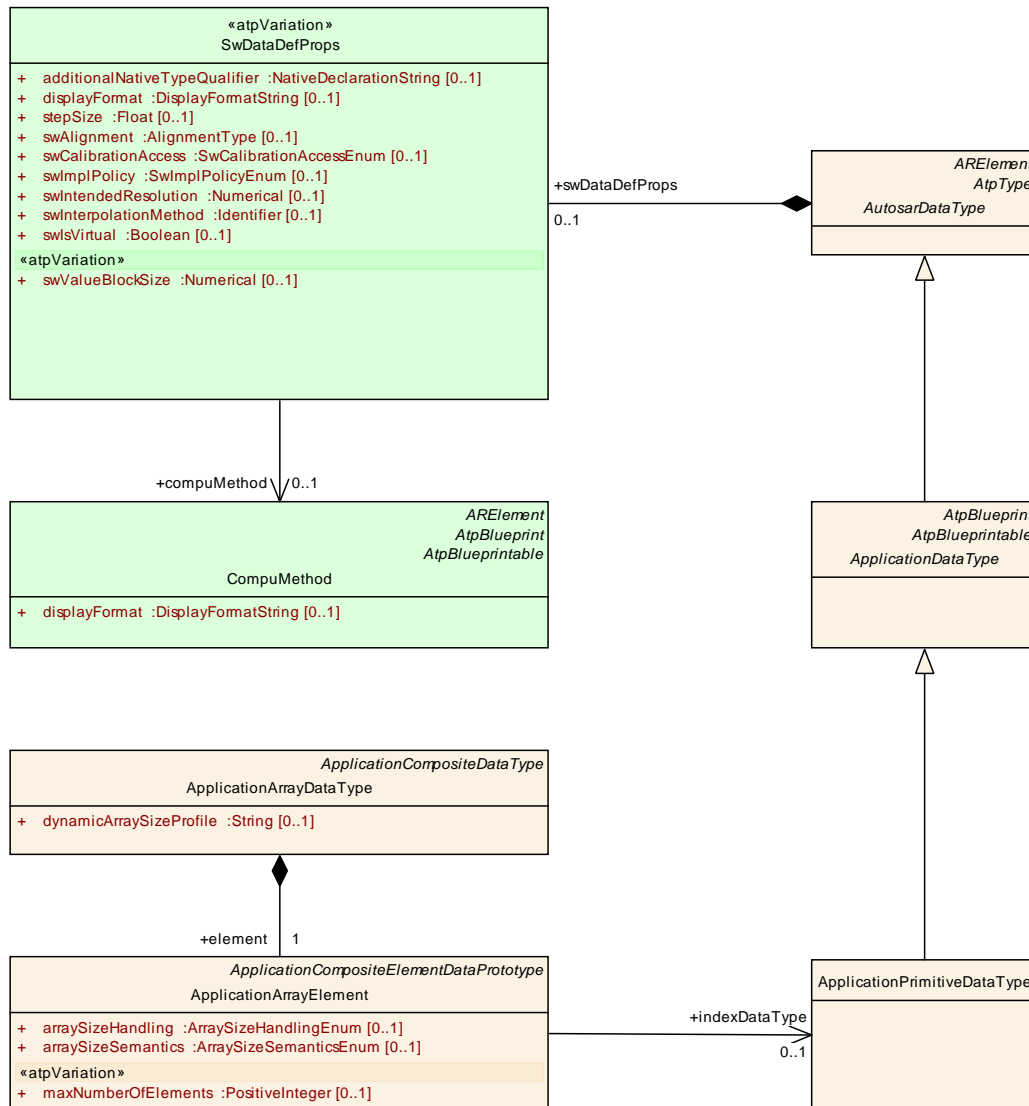 «atpVariation»
SwDataDefProps
+ additionalNativeTypeQualifier :NativeDeclarationString [0..1]
+ displayFormat :DisplayFormatString [0..1]
+ stepSize :Float [0..1]
+ swAlignment :AlignmentType [0..1]
+ swCalibrationAccess :SwCalibrationAccessEnum [0..1]
+ swImplPolicy :SwImplPolicyEnum [0..1]
+ swIntendedResolution :Numerical [0..1]
+ swInterpolationMethod :Identifier [0..1]
+ swIsVirtual :Boolean [0..1]
«atpVariation»
+ swValueBlockSize :Numerical [0..1]
+swDataDefProps
0..1
ARElement
AtpType
AutosarDataType
+compuMethod
0..1
ARElement
AtpBlueprint
AtpBlueprintable
CompuMethod
+ displayFormat :DisplayFormatString [0..1]
AtpBlueprint
AtpBlueprintable
ApplicationDataType
ApplicationCompositeDataType
ApplicationArrayDataType
+ dynamicArraySizeProfile :String [0..1]
+element
1
ApplicationCompositeElementDataPrototype
ApplicationArrayElement
+ arraySizeHandling :ArraySizeHandlingEnum [0..1]
+ arraySizeSemantics :ArraySizeSemanticsEnum [0..1]
«atpVariation»
+ maxNumberOfElements :PositiveInteger [0..1]
+indexDataType
0..1
ApplicationPrimitiveDataType